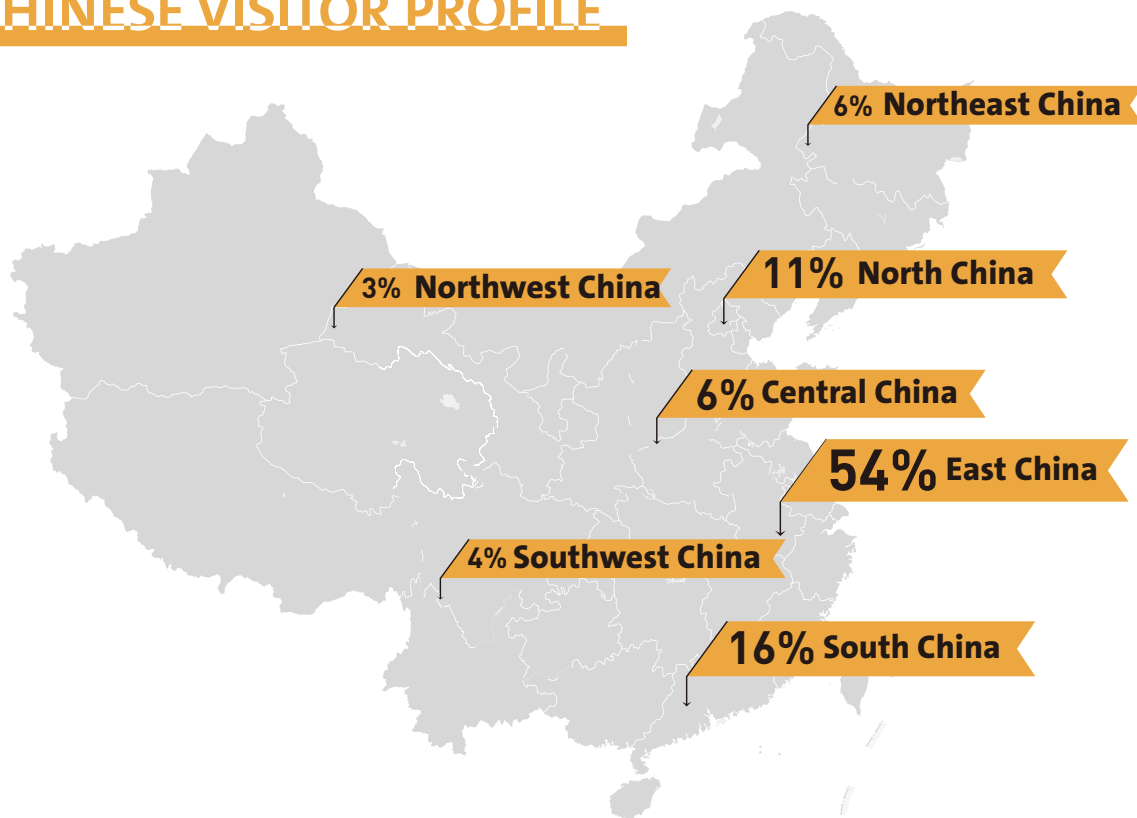 HINESE VISITOR PROFILE
6% Northeast China
11% North China
3% Northwest China
6% Central China
54% East China
4% Southwest China
16% South China